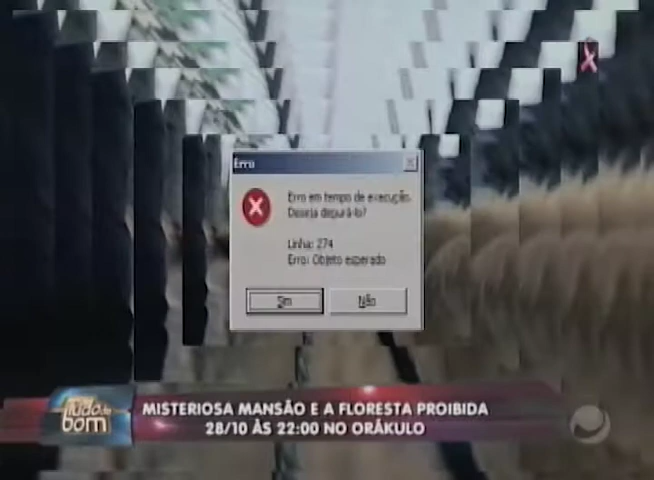 Erro
Erro em tempo de execução.
Deseja depurá-lo?
Linha: 274
Erro: Objeto esperado
Sim
Não
tudo
bom
MISTERIOSA MANSÃO E A FLORESTA PROIBIDA
28/10 ÀS 22:00 NO ORÁKULO